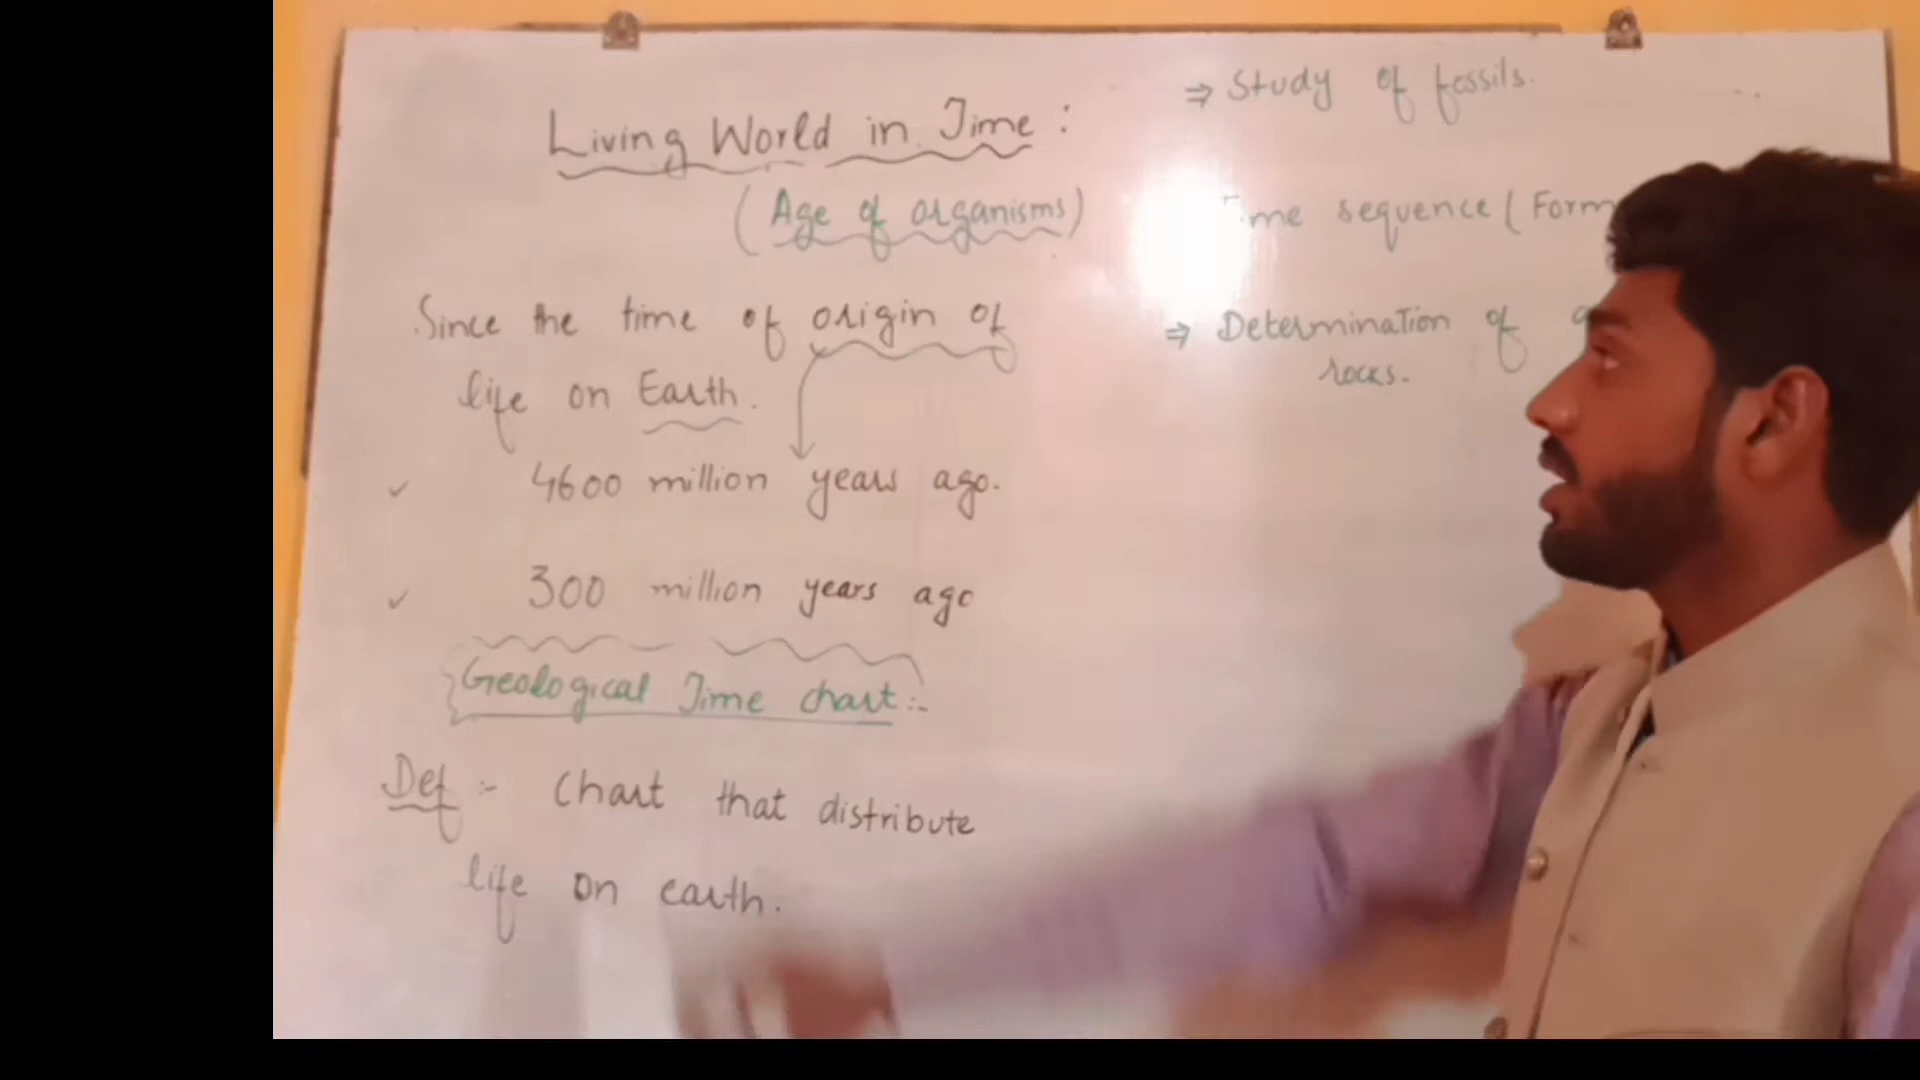 Living World in Time :
(Age of organisms)
Since the time of origin of
life on Earth.
✓ 4600 million years ago.
✓ 300 million years ago
Geological Time chart :-
Def :- Chart that distribute
life on earth.
⇒ Study of fossils.
sequence (
⇒ Determination of
rocks.